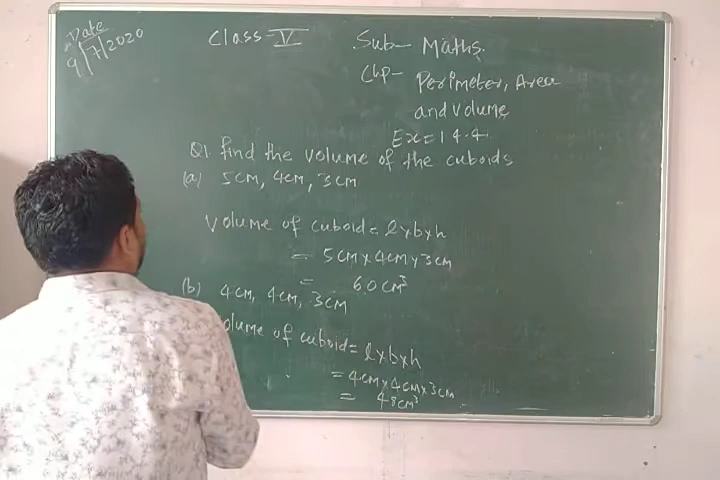 Date
9/7/2020
Class-V
Sub- Maths.
Chp- Perimeter, Area
and volume
Ex=14.4
Q1 find the volume of the cuboids
(a) 5cm, 4cm, 3cm
Volume of cuboid = l×b×h
= 5cm×4cm×3cm
= 60cm³
(b) 4cm, 4cm, 3cm
olume of cuboid = l×b×h
= 4cm×4cm×3cm
= 48cm³